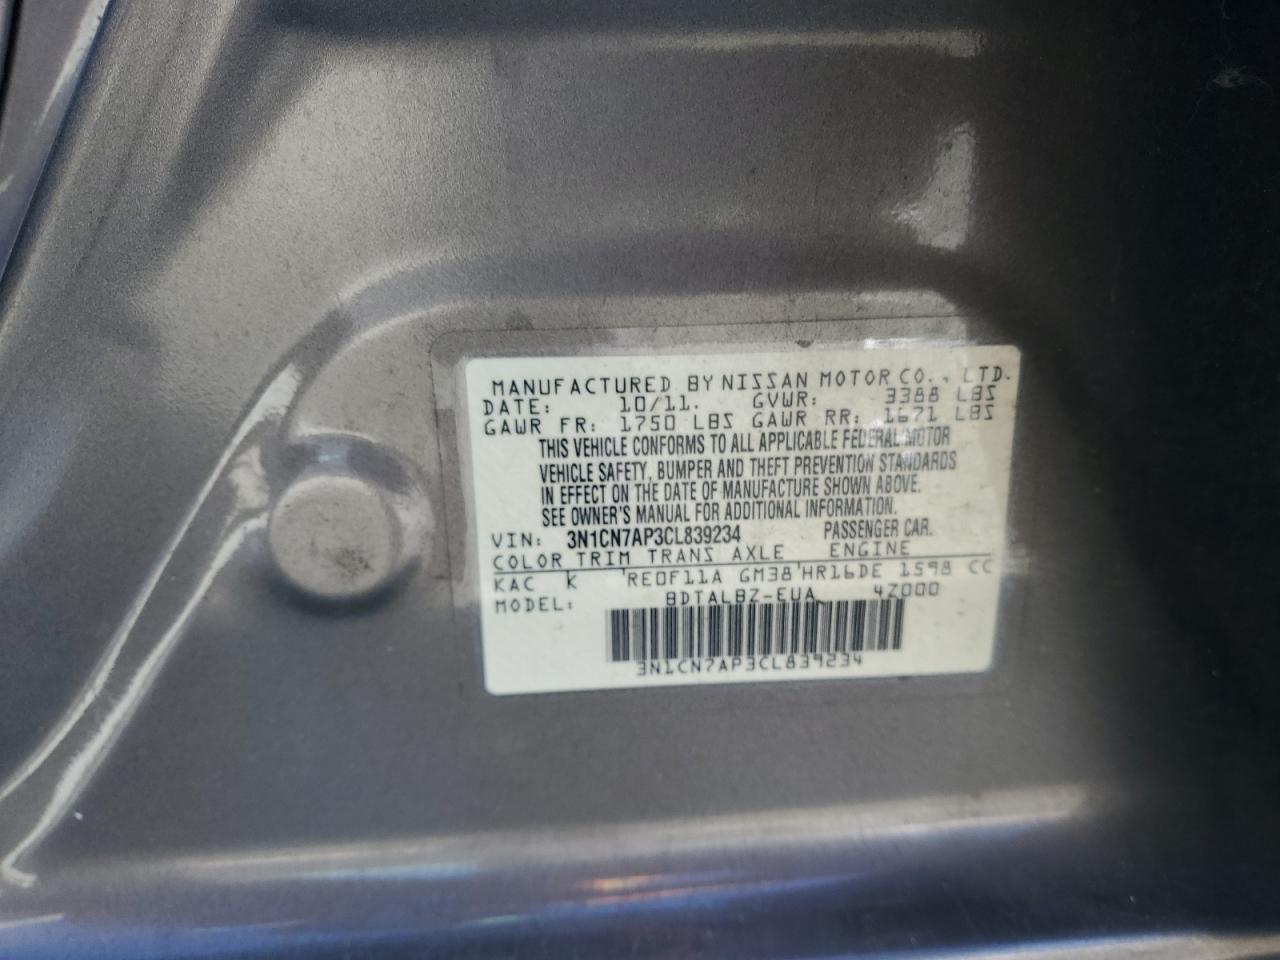 MANUFACTURED BY NISSAN MOTOR CO., LTD.
DATE: 10/11. GVWR: 3388 LBS
GAWR FR: 1750 LBS GAWR RR: 1671 LBS
THIS VEHICLE CONFORMS TO ALL APPLICABLE FEDERAL MOTOR
VEHICLE SAFETY, BUMPER AND THEFT PREVENTION STANDARDS
IN EFFECT ON THE DATE OF MANUFACTURE SHOWN ABOVE.
SEE OWNER'S MANUAL FOR ADDITIONAL INFORMATION.
VIN: 3N1CN7AP3CL839234 PASSENGER CAR.
COLOR TRIM TRANS AXLE ENGINE
KAC K RE0F11A GM38 HR16DE 1598 CC
MODEL: BDTALBZ-EUA 4Z000
3N1CN7AP3CL839234